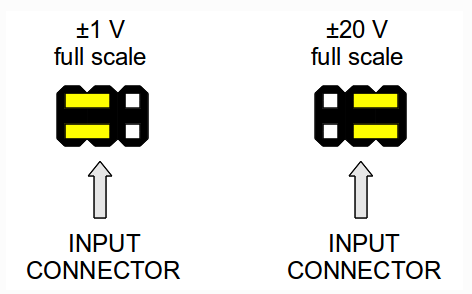 ±1 V
full scale
±20 V
full scale
INPUT
CONNECTOR
INPUT
CONNECTOR